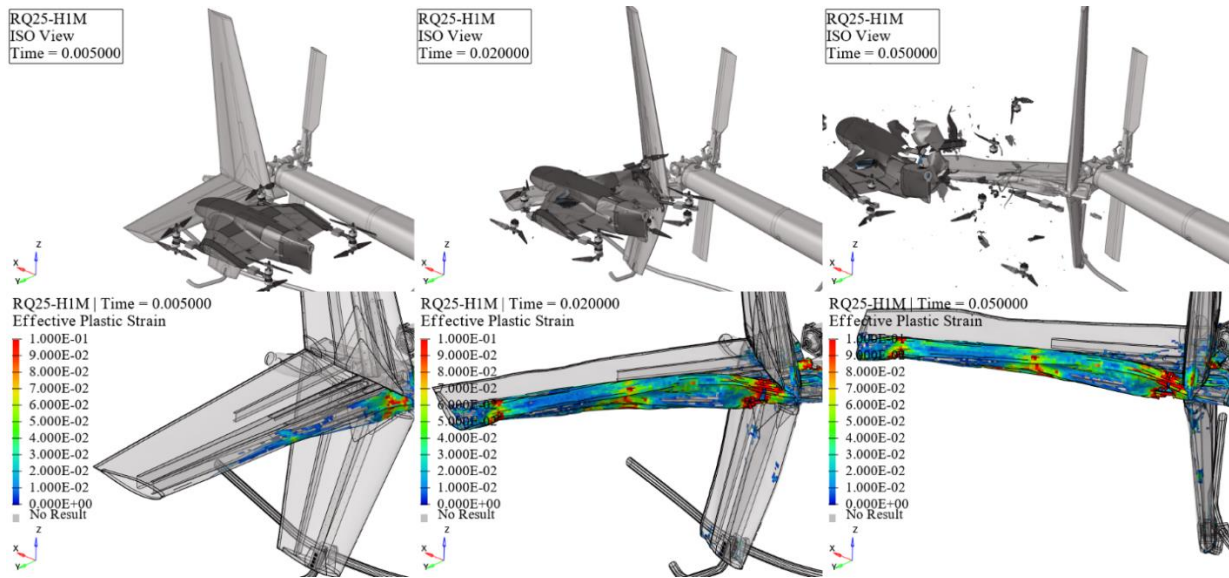 RQ25-H1M
ISO View
Time = 0.005000
Z
X
Y
RQ25-H1M
ISO View
Time = 0.020000
Z
X
Y
RQ25-H1M
ISO View
Time = 0.050000
Z
X
Y
RQ25-H1M | Time = 0.005000
Effective Plastic Strain
1.000E-01
9.000E-02
8.000E-02
7.000E-02
6.000E-02
5.000E-02
4.000E-02
3.000E-02
2.000E-02
1.000E-02
0.000E+00
No Result
Z
X
Y
RQ25-H1M | Time = 0.020000
Effective Plastic Strain
1.000E-01
9.000E-02
8.000E-02
7.000E-02
6.000E-02
5.000E-02
4.000E-02
3.000E-02
2.000E-02
1.000E-02
0.000E+00
No Result
Z
X
Y
RQ25-H1M | Time = 0.050000
Effective Plastic Strain
1.000E-01
9.000E-02
8.000E-02
7.000E-02
6.000E-02
5.000E-02
4.000E-02
3.000E-02
2.000E-02
1.000E-02
0.000E+00
No Result
Z
X
Y